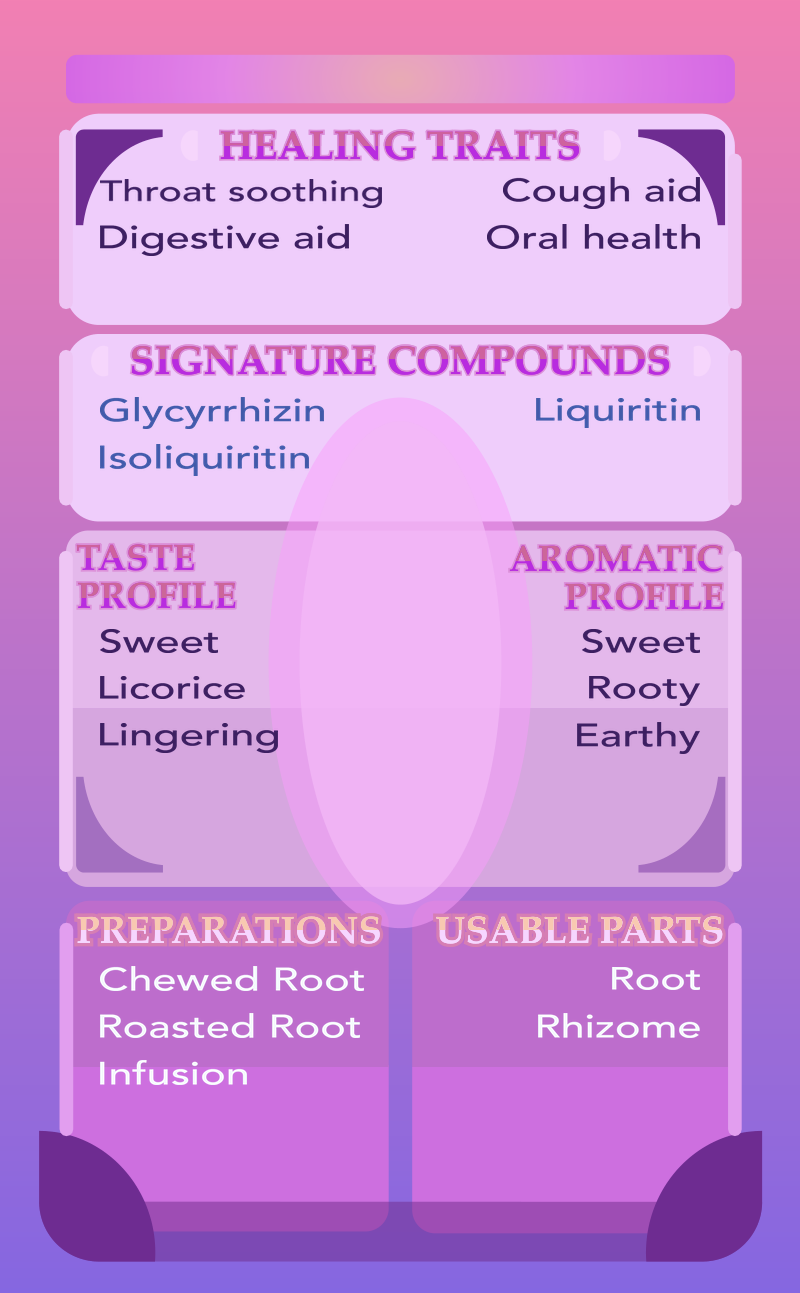 HEALING TRAITS
Throat soothing
Cough aid
Digestive aid
Oral health
SIGNATURE COMPOUNDS
Glycyrrhizin
Liquiritin
Isoliquiritin
TASTE
PROFILE
Sweet
Licorice
Lingering
AROMATIC
PROFILE
Sweet
Rooty
Earthy
PREPARATIONS
Chewed Root
Roasted Root
Infusion
USABLE PARTS
Root
Rhizome